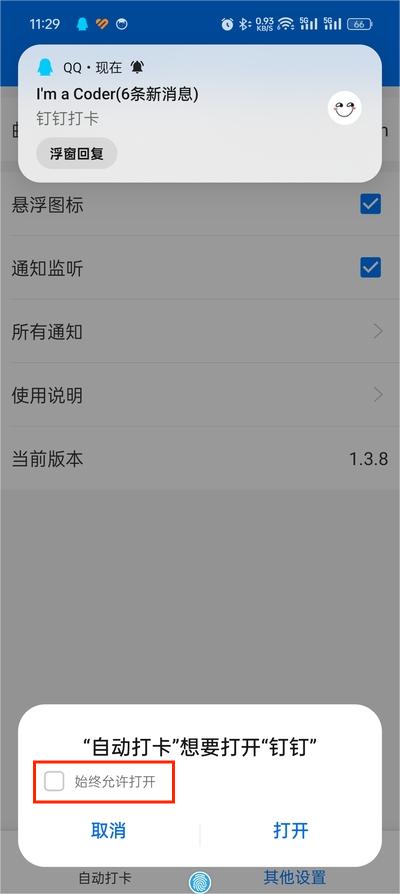 11:29
0.93 KB/S
5G
5G
66
QQ・现在
I'm a Coder(6条新消息)
钉钉打卡
浮窗回复
悬浮图标
通知监听
所有通知
使用说明
当前版本
1.3.8
“自动打卡”想要打开“钉钉”
始终允许打开
取消
打开
自动打卡
其他设置